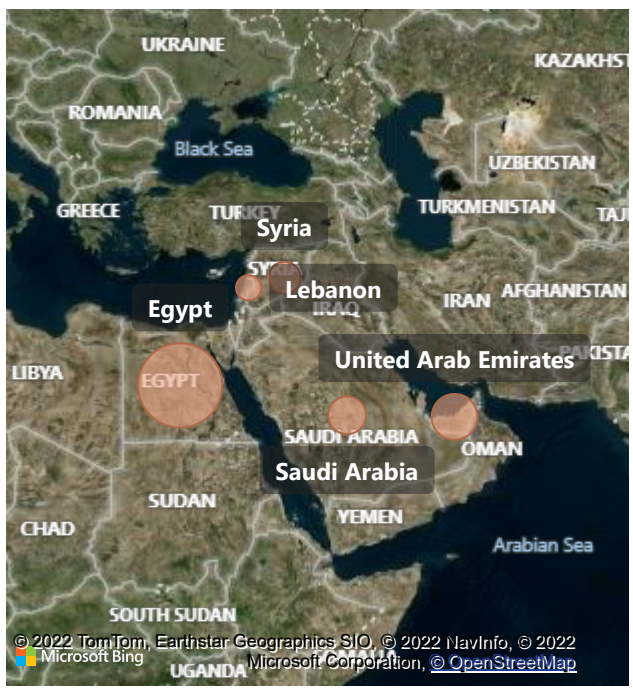 UKRAINE
KAZAKHST
ROMANIA
Black Sea
UZBEKISTAN
GREECE
TURKEY
TURKMENISTAN
TAJ
Syria
SYRIA
Lebanon
Egypt
IRAQ
IRAN
AFGHANISTAN
United Arab Emirates
PAKISTA
LIBYA
EGYPT
SAUDI ARABIA
OMAN
Saudi Arabia
SUDAN
YEMEN
CHAD
Arabian Sea
SOUTH SUDAN
© 2022 TomTom, Earthstar Geographics SIO, © 2022 NavInfo, © 2022
Microsoft Bing
Microsoft Corporation, © OpenStreetMap
SOMALIA
UGANDA